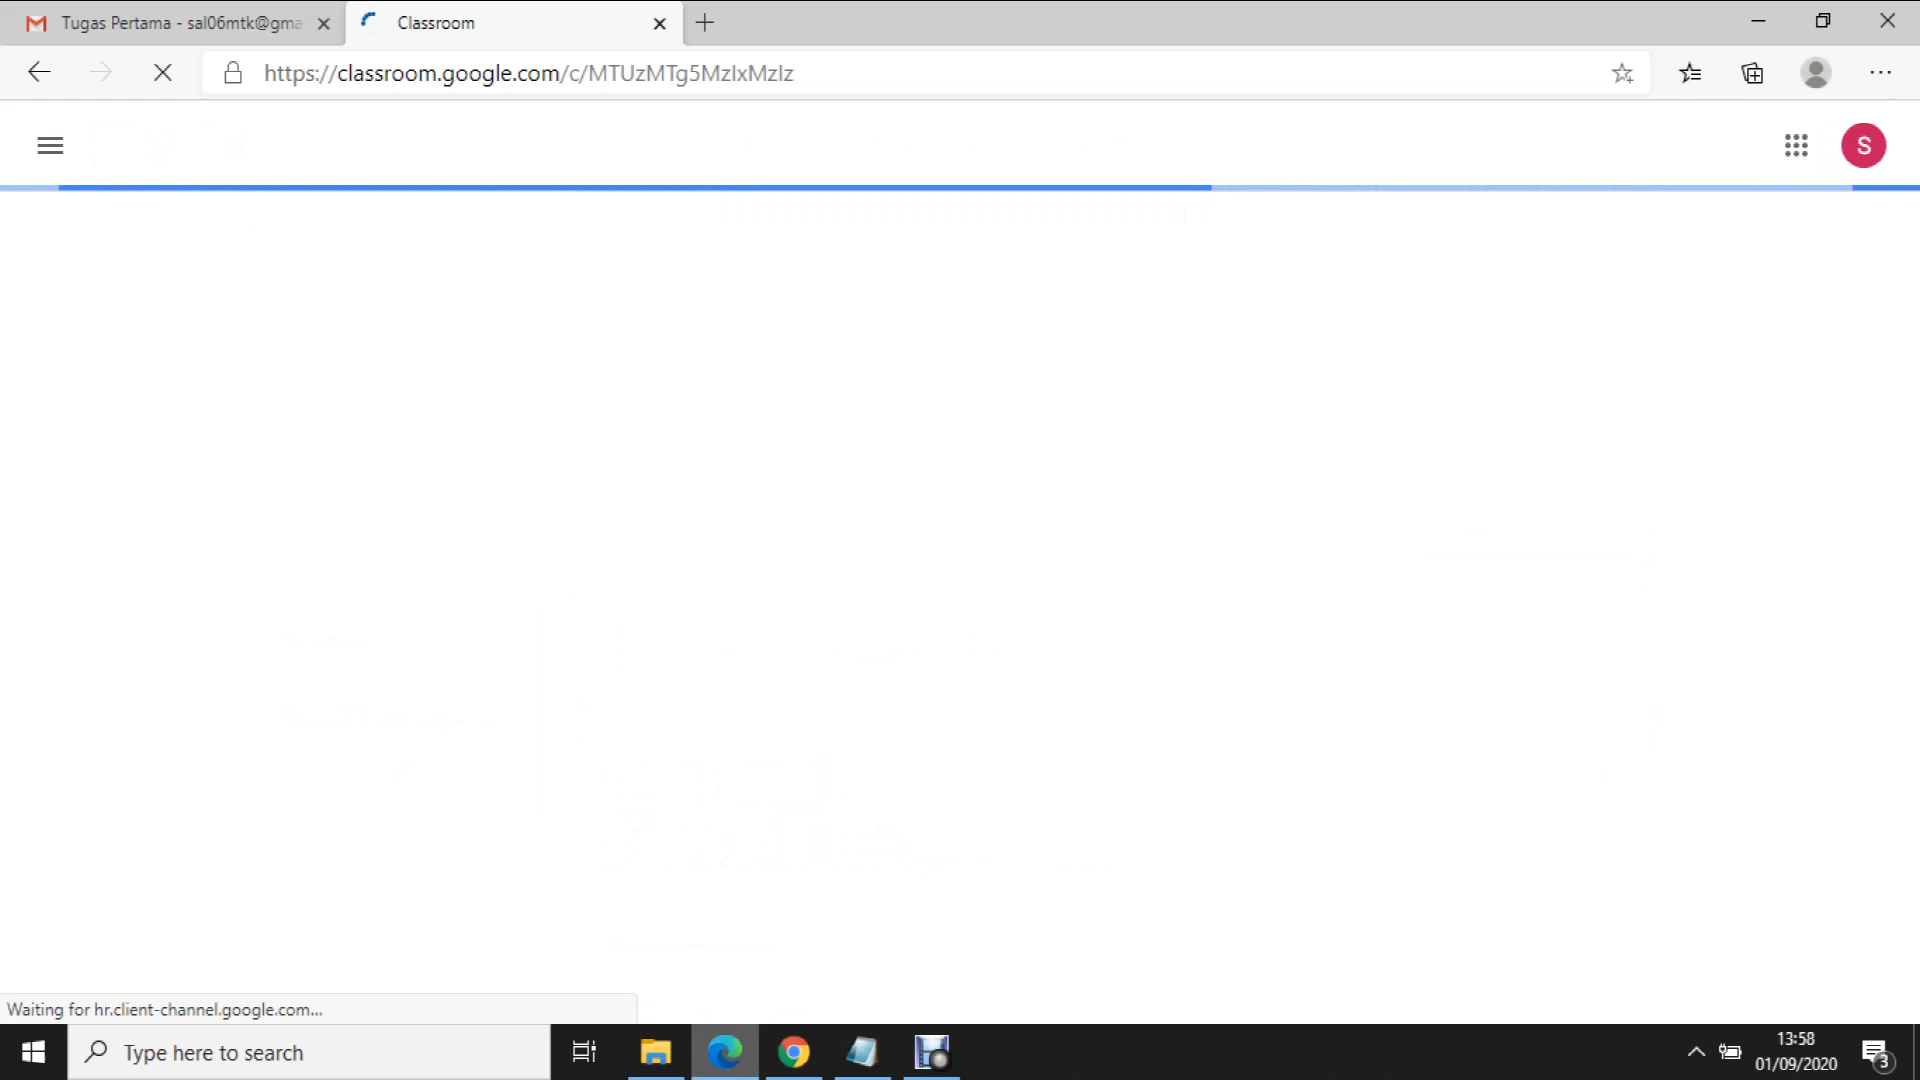 Tugas Pertama - sal06mtk@gma
Classroom
https://classroom.google.com/c/MTUzMTg5MzIxMzIz
S
Waiting for hr.client-channel.google.com...
Type here to search
13:58
01/09/2020
3